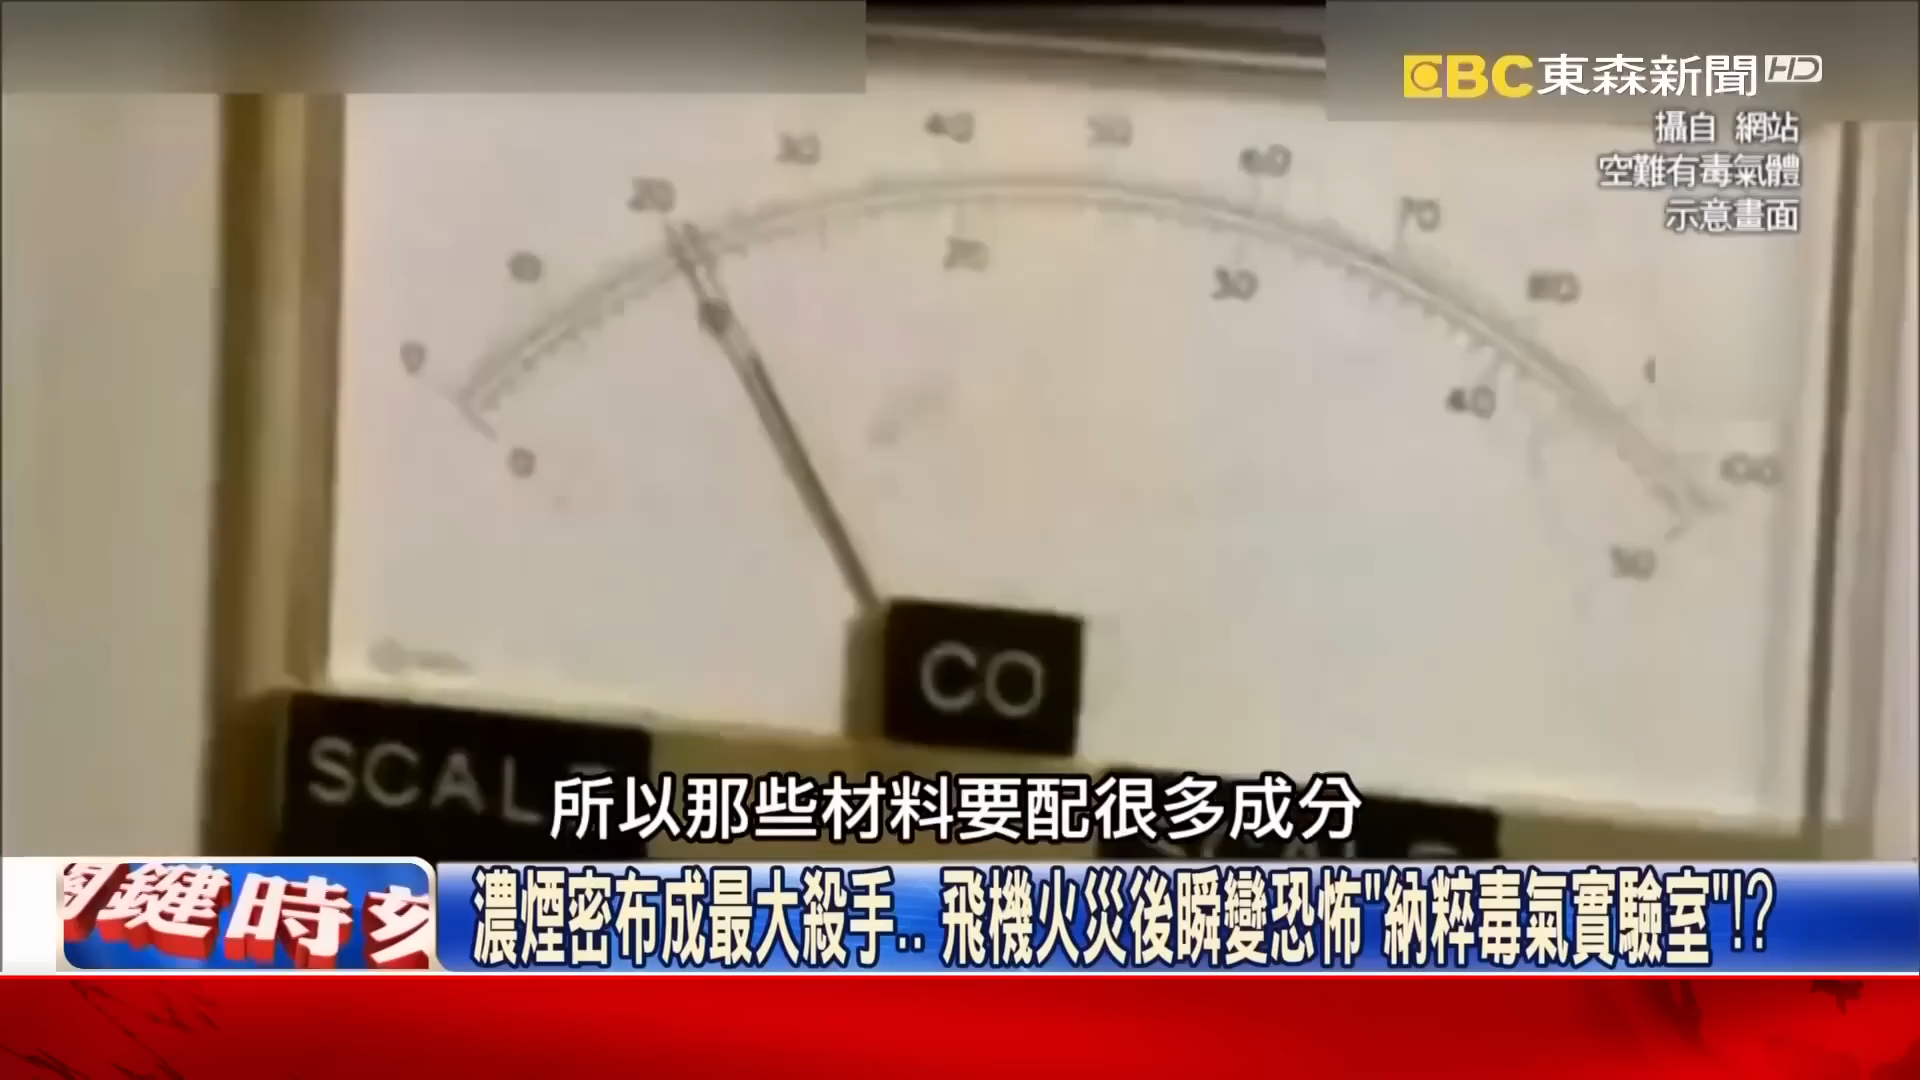 EBC東森新聞HD
攝自 網站
空難有毒氣體
示意畫面
30 40 50 60
20 70
0 20 30 80
0 40
0 50
CO
SCAL
所以那些材料要配很多成分
關鍵時刻
濃煙密布成最大殺手.. 飛機火災後瞬變恐怖"納粹毒氣實驗室"!?